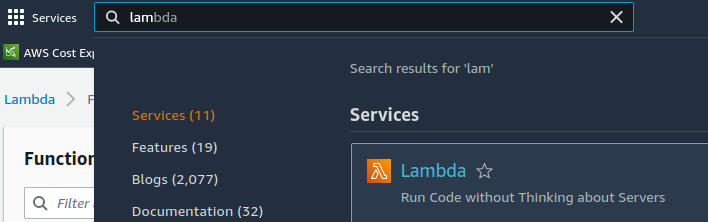 Services
lambda
AWS Cost Exp
Search results for 'lam'
Lambda
F
Services (11)
Services
Features (19)
Function
Lambda
Blogs (2,077)
Run Code without Thinking about Servers
Filter
Documentation (32)